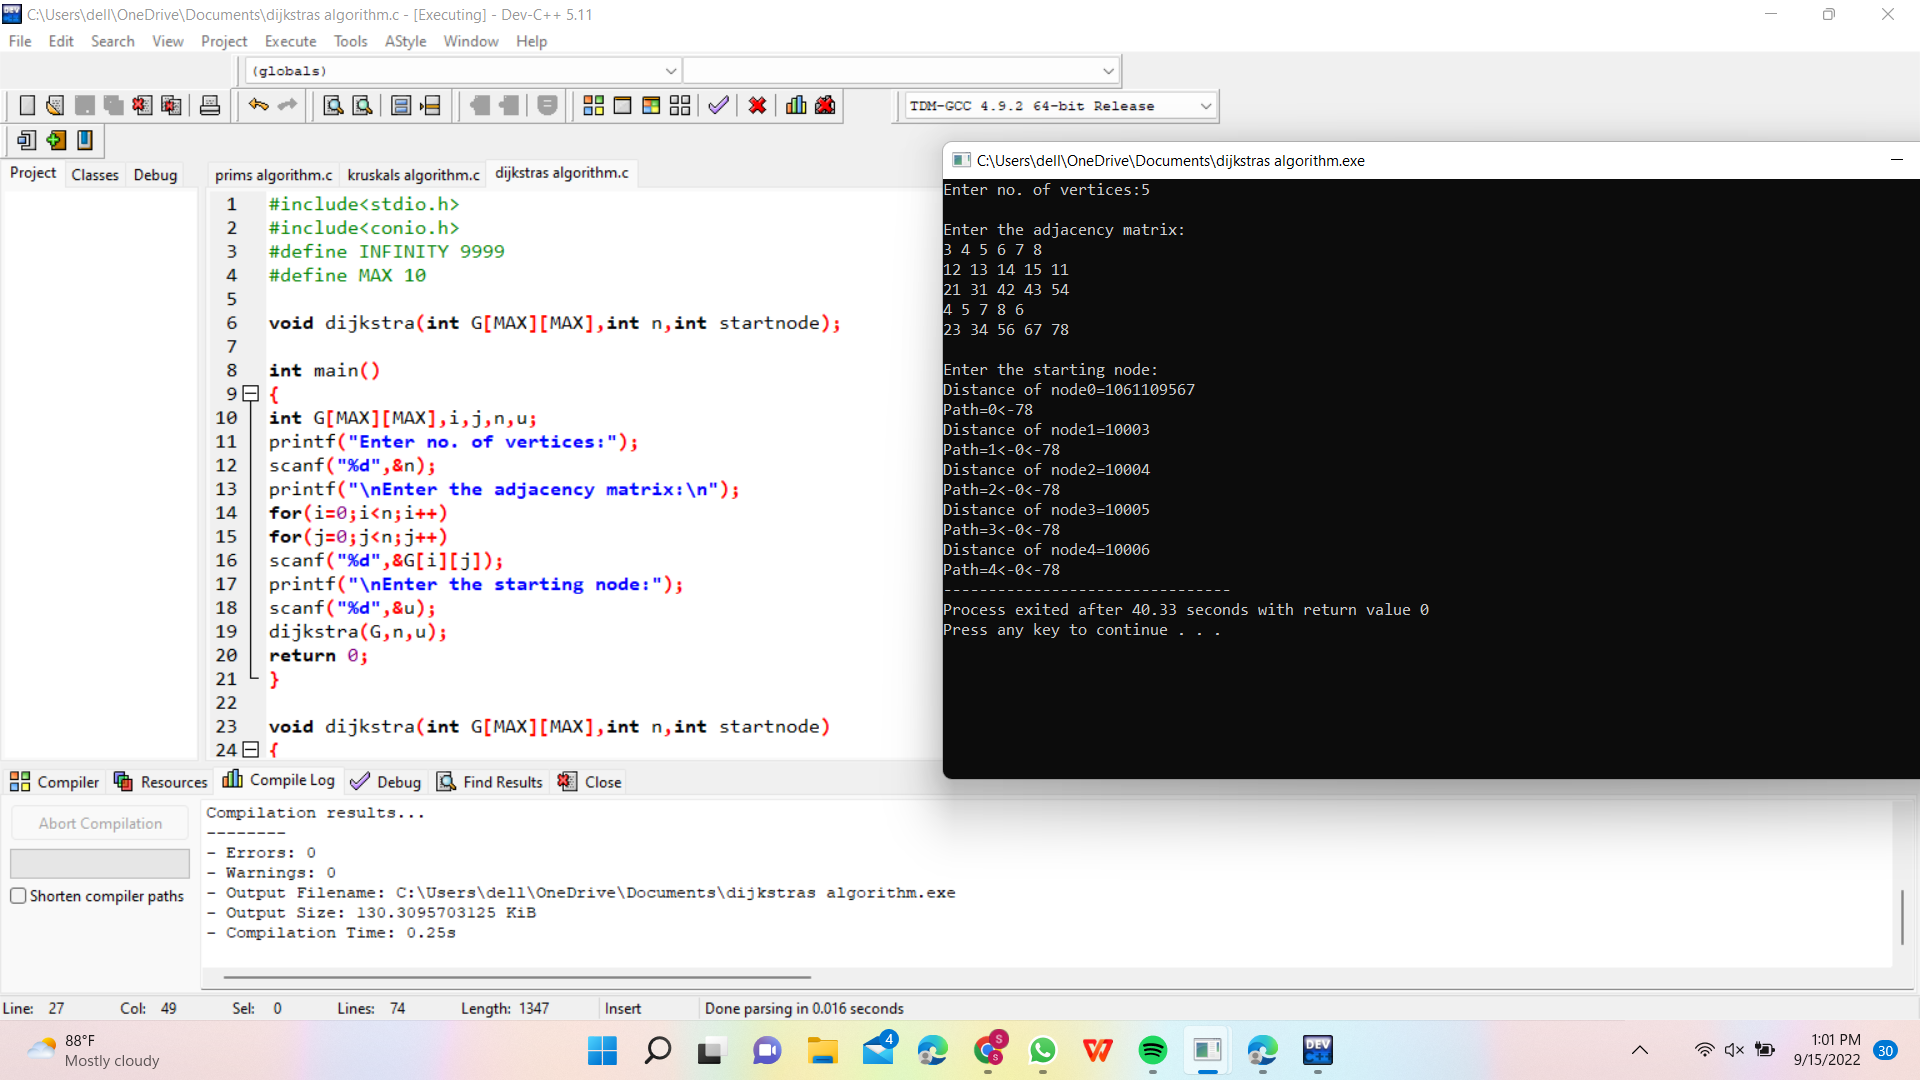 C:\Users\dell\OneDrive\Documents\dijkstras algorithm.c - [Executing] - Dev-C++ 5.11
File Edit Search View Project Execute Tools AStyle Window Help
(globals)
TDM-GCC 4.9.2 64-bit Release
Project Classes Debug
prims algorithm.c kruskals algorithm.c dijkstras algorithm.c
1 #include<stdio.h>
2 #include<conio.h>
3 #define INFINITY 9999
4 #define MAX 10
5
6 void dijkstra(int G[MAX][MAX],int n,int startnode);
7
8 int main()
9 {
10 int G[MAX][MAX],i,j,n,u;
11 printf("Enter no. of vertices:");
12 scanf("%d",&n);
13 printf("\nEnter the adjacency matrix:\n");
14 for(i=0;i<n;i++)
15 for(j=0;j<n;j++)
16 scanf("%d",&G[i][j]);
17 printf("\nEnter the starting node:");
18 scanf("%d",&u);
19 dijkstra(G,n,u);
20 return 0;
21 }
22
23 void dijkstra(int G[MAX][MAX],int n,int startnode)
24 {
C:\Users\dell\OneDrive\Documents\dijkstras algorithm.exe
Enter no. of vertices:5
Enter the adjacency matrix:
3 4 5 6 7 8
12 13 14 15 11
21 31 42 43 54
4 5 7 8 6
23 34 56 67 78
Enter the starting node:
Distance of node0=1061109567
Path=0<-78
Distance of node1=10003
Path=1<-0<-78
Distance of node2=10004
Path=2<-0<-78
Distance of node3=10005
Path=3<-0<-78
Distance of node4=10006
Path=4<-0<-78
--------------------------------
Process exited after 40.33 seconds with return value 0
Press any key to continue . . .
Compiler Resources Compile Log Debug Find Results Close
Abort Compilation
Shorten compiler paths
Compilation results...
--------
- Errors: 0
- Warnings: 0
- Output Filename: C:\Users\dell\OneDrive\Documents\dijkstras algorithm.exe
- Output Size: 130.3095703125 KiB
- Compilation Time: 0.25s
Line: 27 Col: 49 Sel: 0 Lines: 74 Length: 1347 Insert Done parsing in 0.016 seconds
88°F
Mostly cloudy
4
S
S
DEV
C++
1:01 PM
9/15/2022
30